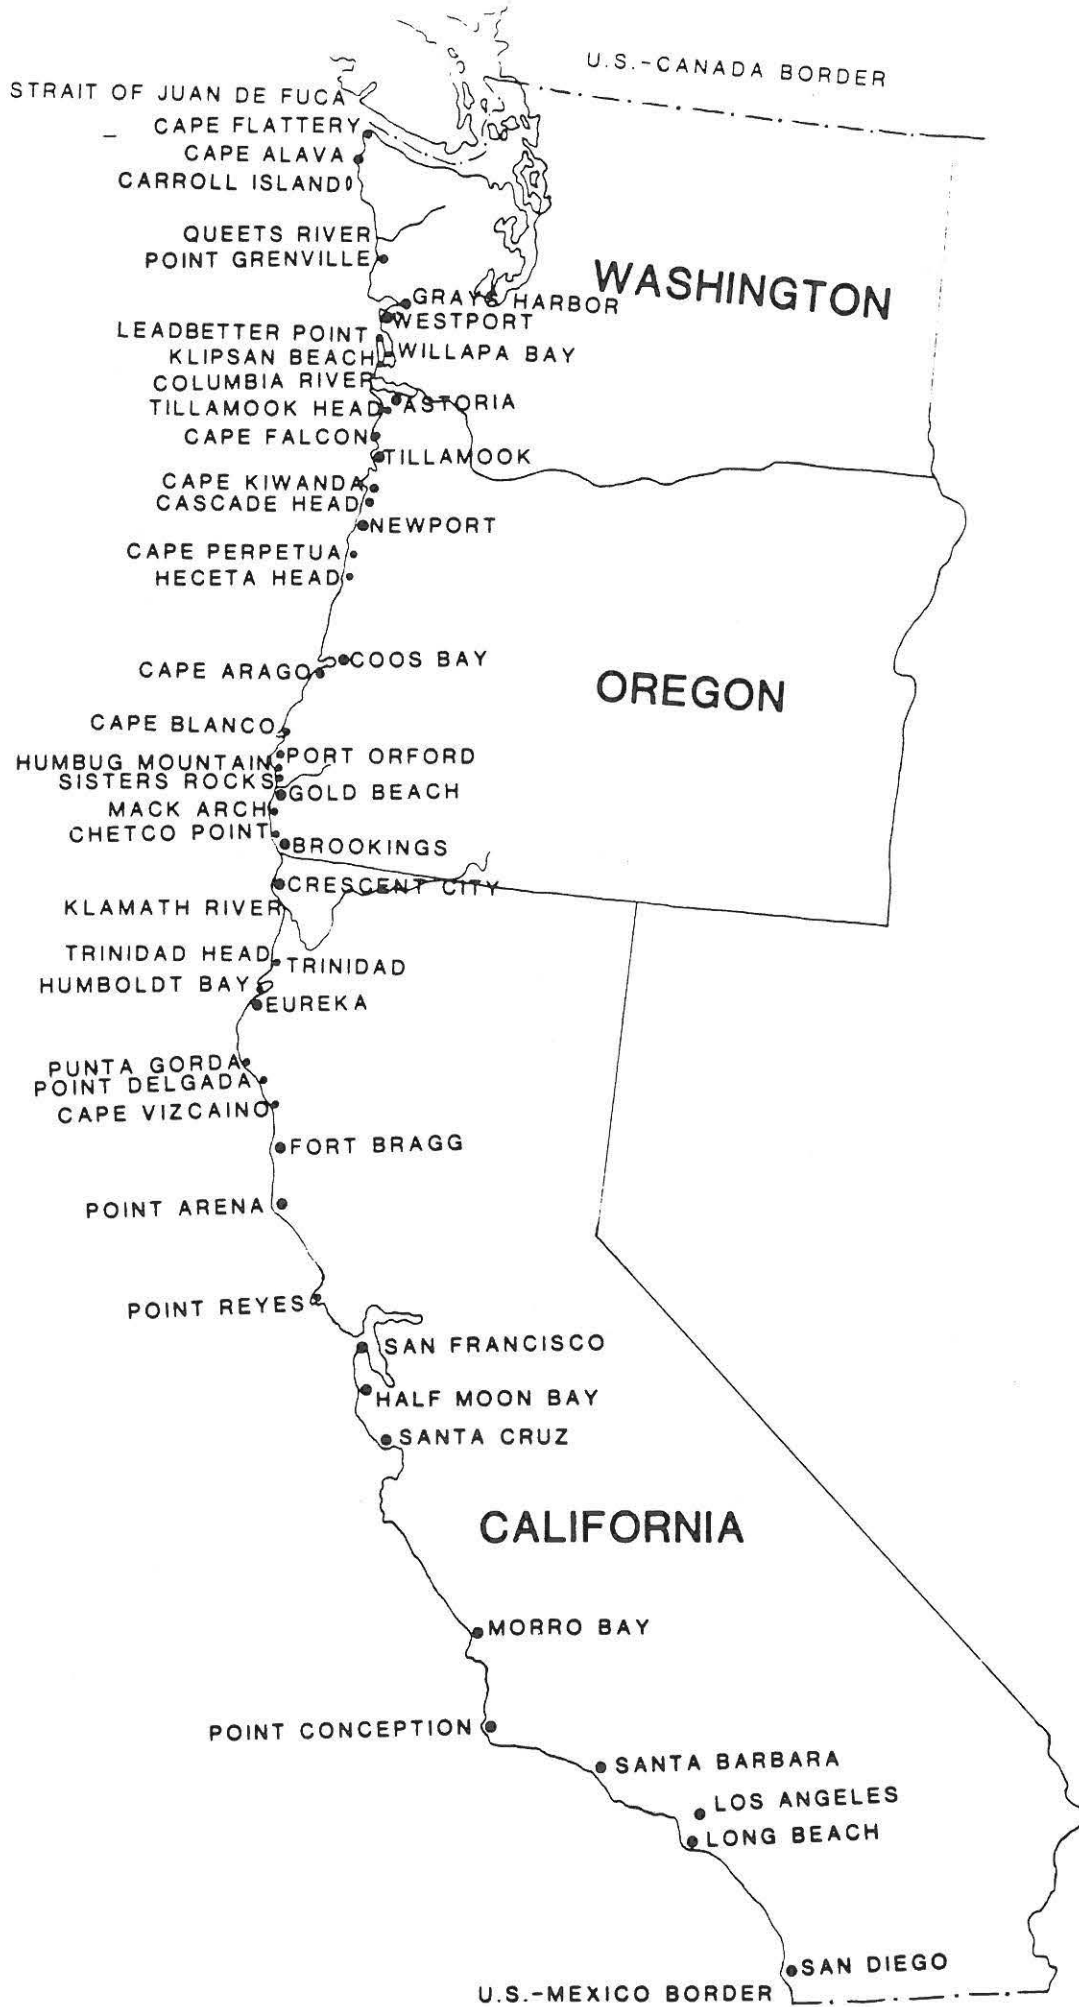 U.S.-CANADA BORDER
STRAIT OF JUAN DE FUCA
CAPE FLATTERY
CAPE ALAVA
CARROLL ISLAND
QUEETS RIVER
POINT GRENVILLE
WASHINGTON
GRAYS HARBOR
WESTPORT
LEADBETTER POINT
WILLAPA BAY
KLIPSAN BEACH
COLUMBIA RIVER
ASTORIA
TILLAMOOK HEAD
CAPE FALCON
TILLAMOOK
CAPE KIWANDA
CASCADE HEAD
NEWPORT
CAPE PERPETUA
HECETA HEAD
COOS BAY
CAPE ARAGO
OREGON
CAPE BLANCO
PORT ORFORD
HUMBUG MOUNTAIN
SISTERS ROCKS
GOLD BEACH
MACK ARCH
CHETCO POINT
BROOKINGS
CRESCENT CITY
KLAMATH RIVER
TRINIDAD HEAD
TRINIDAD
HUMBOLDT BAY
EUREKA
PUNTA GORDA
POINT DELGADA
CAPE VIZCAINO
FORT BRAGG
POINT ARENA
POINT REYES
SAN FRANCISCO
HALF MOON BAY
SANTA CRUZ
CALIFORNIA
MORRO BAY
POINT CONCEPTION
SANTA BARBARA
LOS ANGELES
LONG BEACH
SAN DIEGO
U.S.-MEXICO BORDER